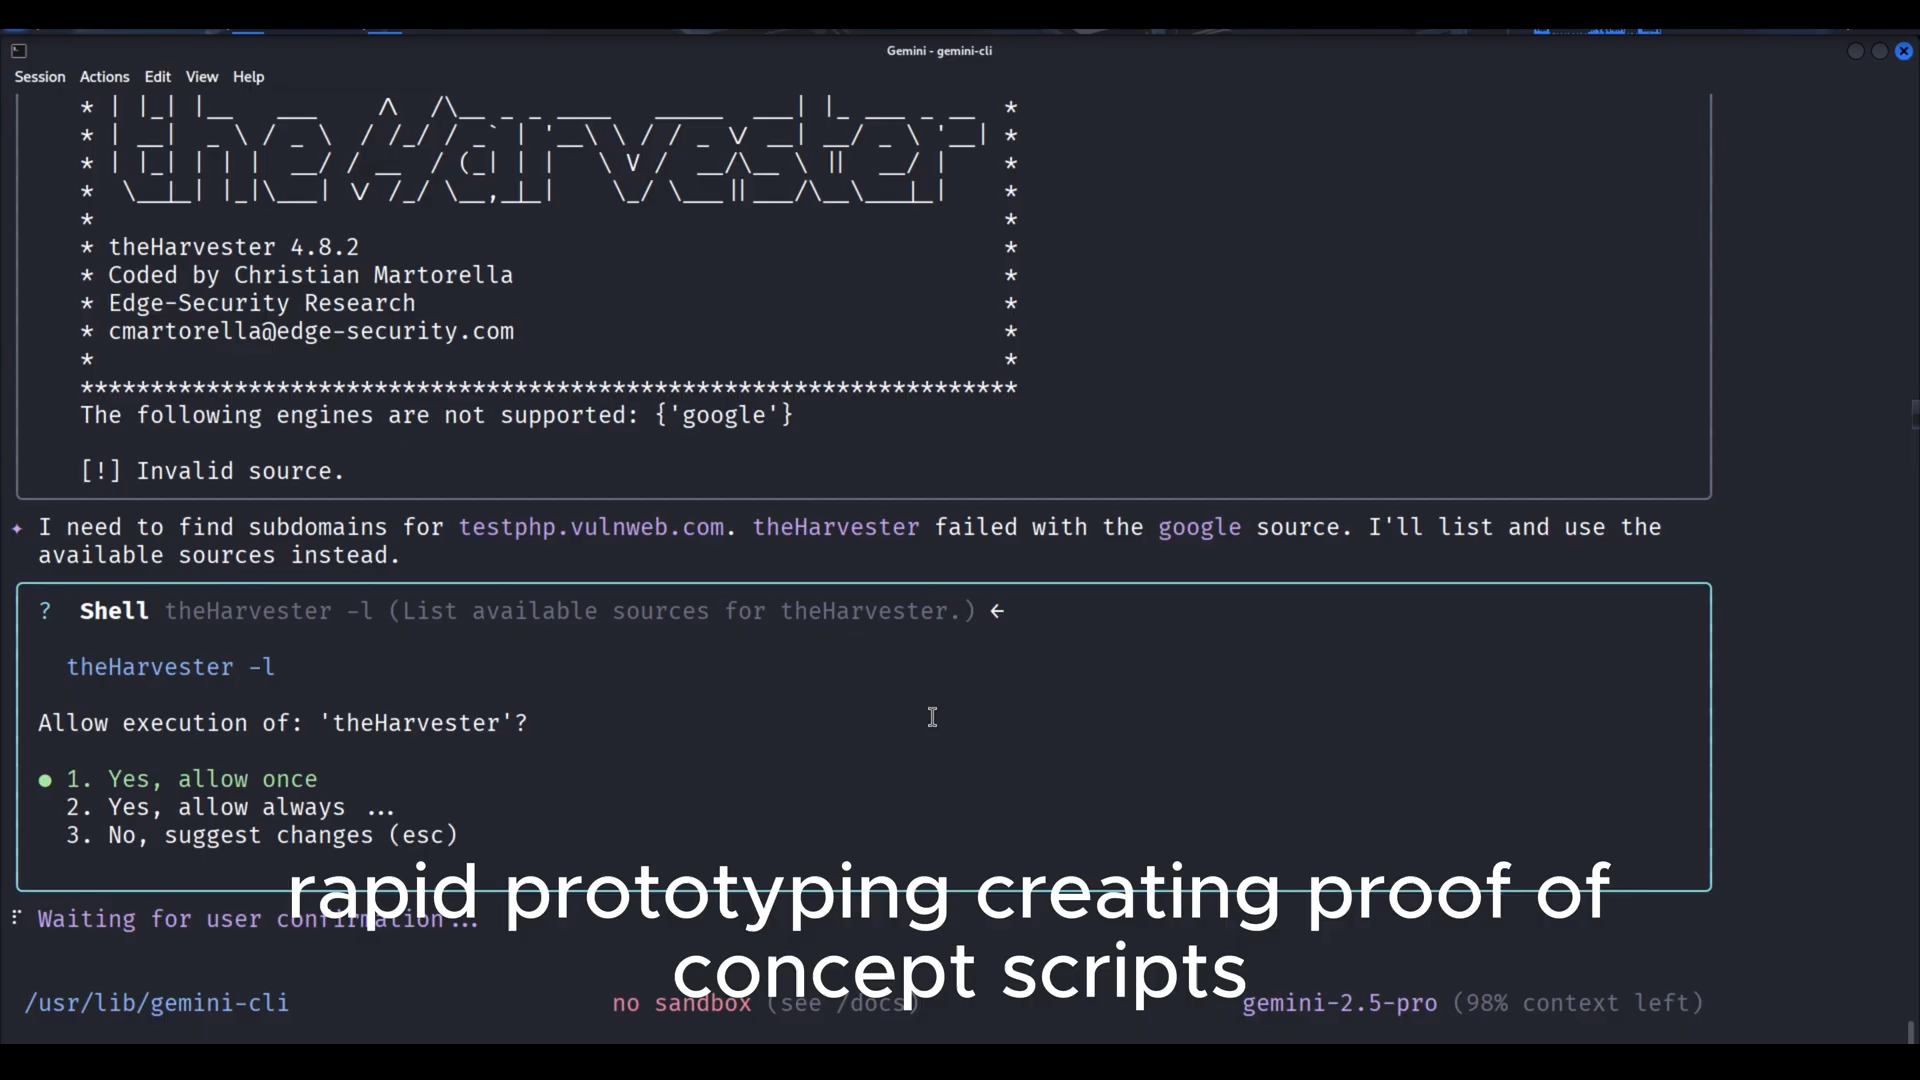 Gemini - gemini-cli
Session Actions Edit View Help
* theHarvester *
* theHarvester 4.8.2 *
* Coded by Christian Martorella *
* Edge-Security Research *
* cmartorella@edge-security.com *
* *
*******************************************************************
The following engines are not supported: {'google'}
[!] Invalid source.
✦ I need to find subdomains for testphp.vulnweb.com. theHarvester failed with the google source. I'll list and use the
available sources instead.
? Shell theHarvester -l (List available sources for theHarvester.) ←
theHarvester -l
Allow execution of: 'theHarvester'?
● 1. Yes, allow once
2. Yes, allow always ...
3. No, suggest changes (esc)
rapid prototyping creating proof of
Waiting for user confirmation...
concept scripts
/usr/lib/gemini-cli no sandbox (see /docs) gemini-2.5-pro (98% context left)